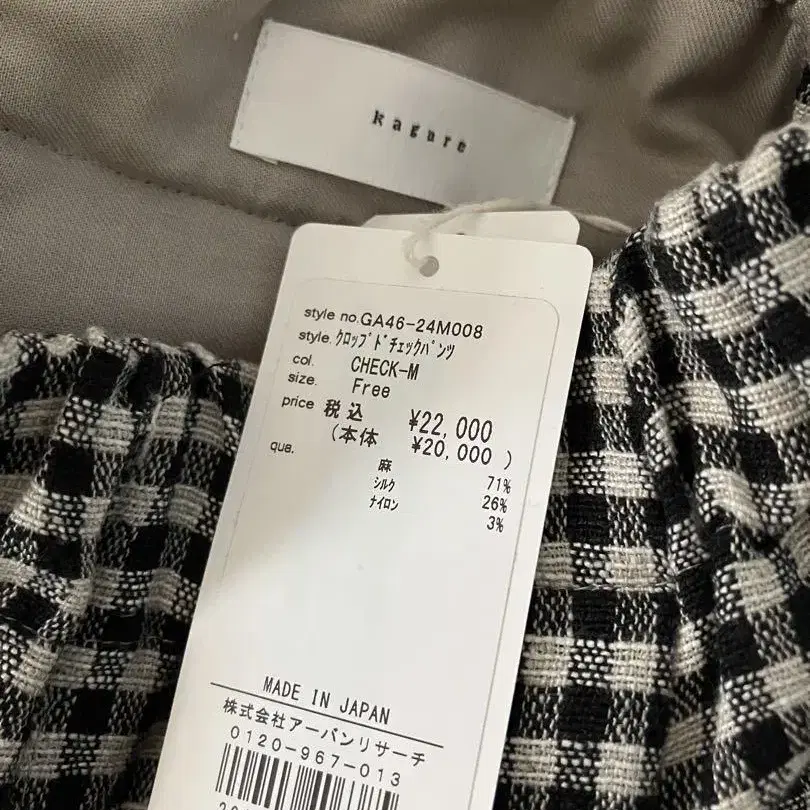 kagure
style no.GA46-24M008
style.ｸﾛｯﾌﾟﾄﾞﾁｪｯｸﾊﾟﾝﾂ
col. CHECK-M
size. Free
price 税込 ¥22,000
(本体 ¥20,000 )
qua.
麻 71%
ｼﾙｸ 26%
ﾅｲﾛﾝ 3%
MADE IN JAPAN
株式会社アーバンリサーチ
0120-967-013